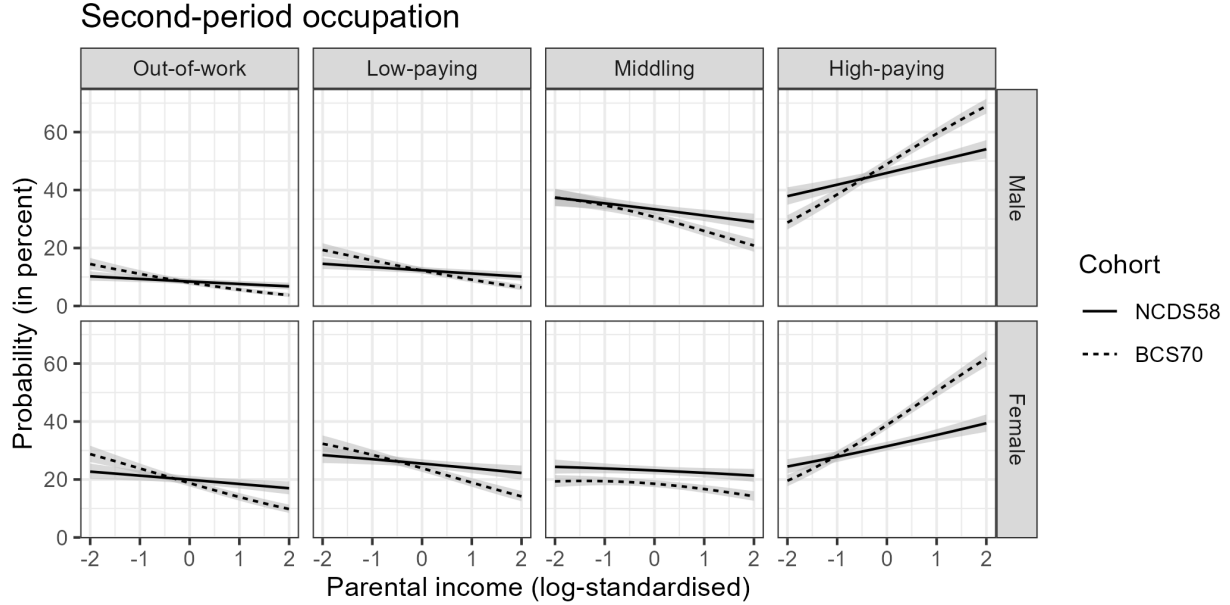 Second-period occupation
Out-of-work Low-paying Middling High-paying
Probability (in percent)
60
40
20
0
Male
60
40
20
0
Female
-2 -1 0 1 2 -2 -1 0 1 2 -2 -1 0 1 2 -2 -1 0 1 2
Parental income (log-standardised)
Cohort
NCDS58
BCS70